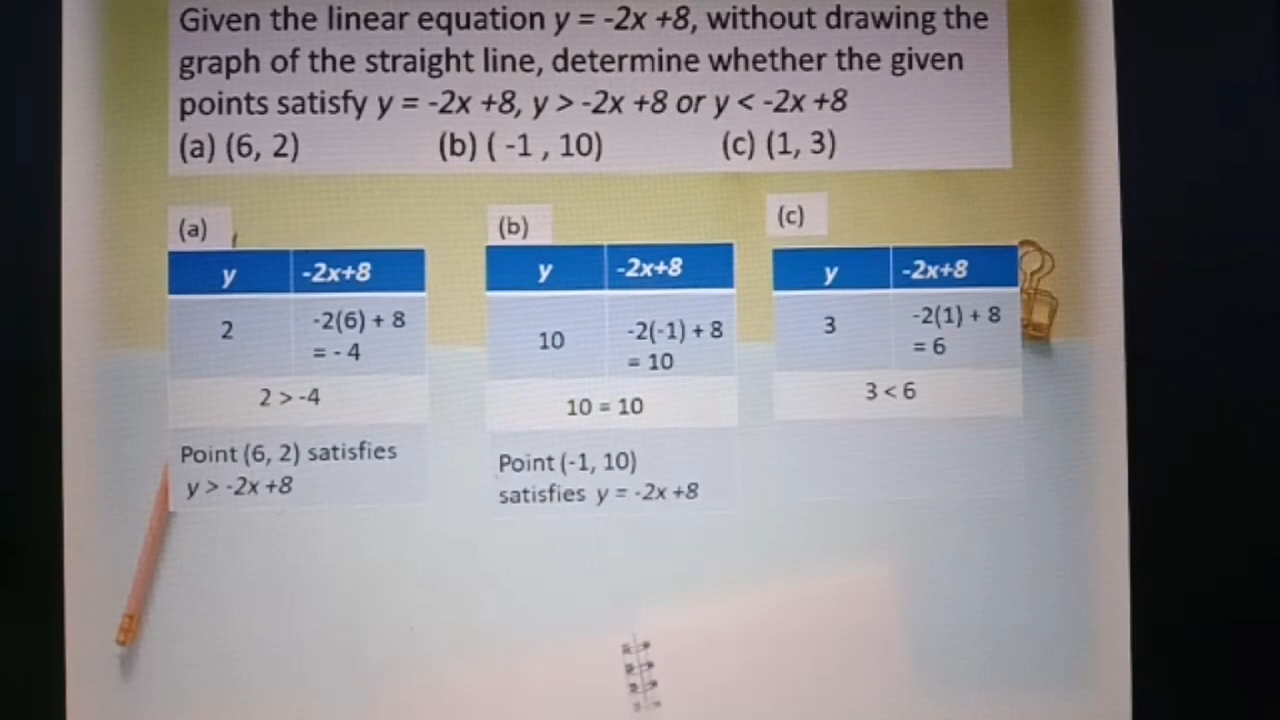 Given the linear equation y = -2x +8, without drawing the
graph of the straight line, determine whether the given
points satisfy y = -2x +8, y > -2x +8 or y < -2x +8
(a) (6, 2) (b) ( -1 , 10) (c) (1, 3)
(a)
y -2x+8
2 -2(6) + 8
= - 4
2 > -4
Point (6, 2) satisfies
y > -2x +8
(b)
y -2x+8
10 -2(-1) + 8
= 10
10 = 10
Point (-1, 10)
satisfies y = -2x +8
(c)
y -2x+8
3 -2(1) + 8
= 6
3 < 6